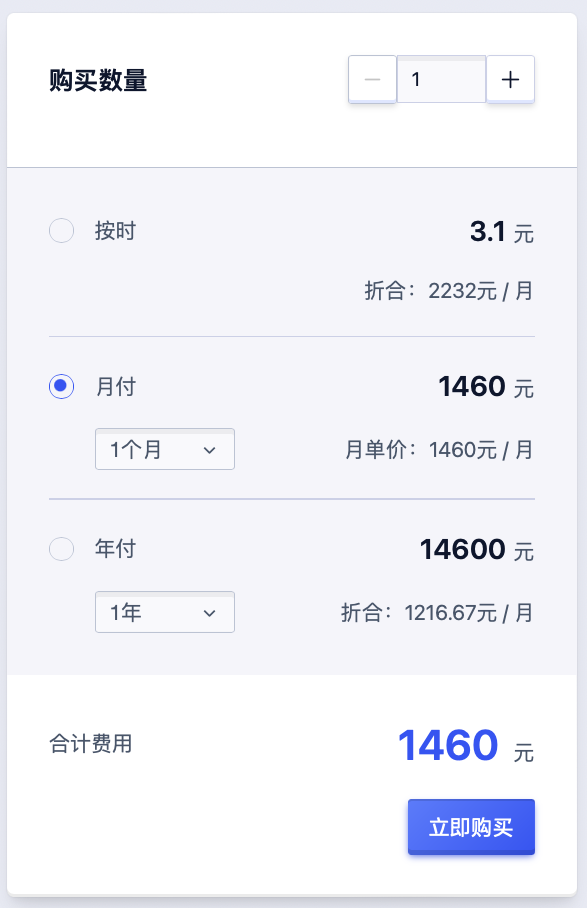 购买数量
1
按时
3.1 元
折合：2232元 / 月
月付
1460 元
1个月
月单价：1460元 / 月
年付
14600 元
1年
折合：1216.67元 / 月
合计费用
1460 元
立即购买